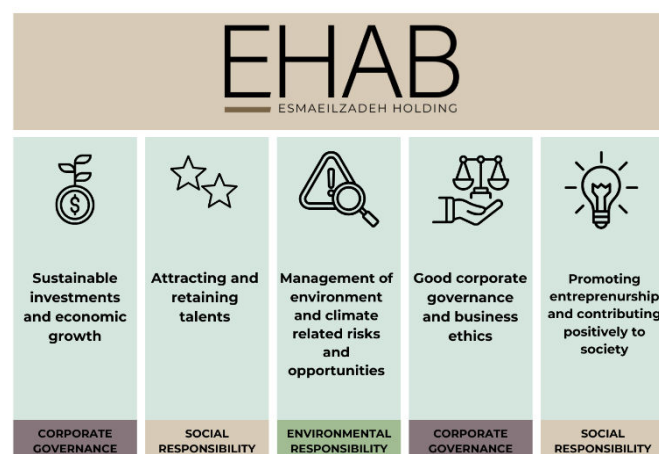 EHAB
ESMAEILZADEH HOLDING
$
Sustainable
investments
and economic
growth
CORPORATE
GOVERNANCE
Attracting and
retaining
talents
SOCIAL
RESPONSIBILITY
!
Management of
environment
and climate
related risks
and
opportunities
ENVIRONMENTAL
RESPONSIBILITY
Good corporate
governance
and business
ethics
CORPORATE
GOVERNANCE
Promoting
entreprenurship
and contributing
positively to
society
SOCIAL
RESPONSIBILITY